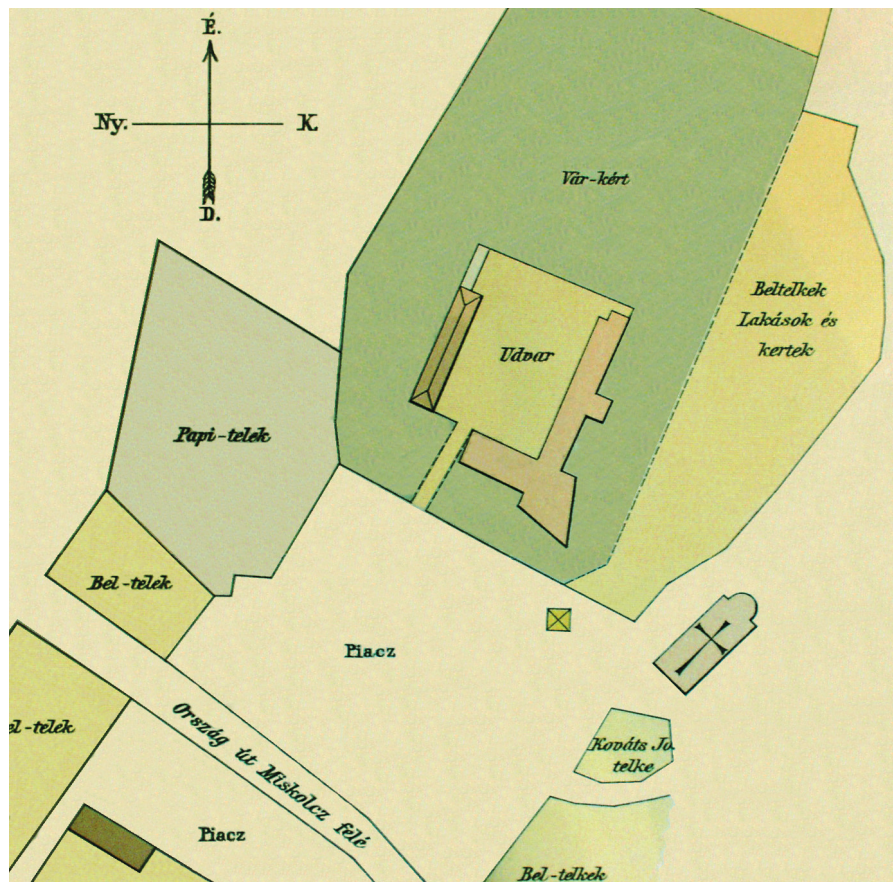 É.
Ny.
K.
D.
Vár-kért
Beltelkek
Lakások és
kertek
Udvar
Papi-telek
Bel-telek
Piacz
el-telek
Ország út Miskolcz felé
Kováts Jo.
telke
Piacz
Bel-telkek